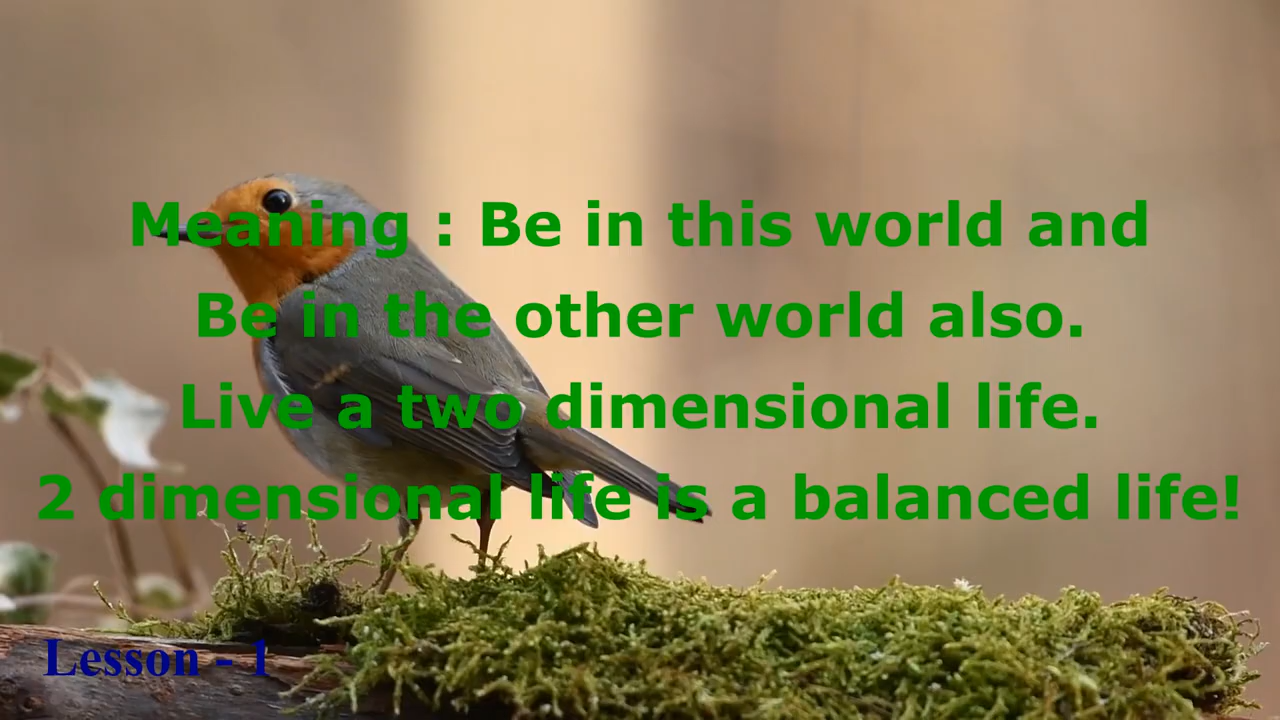 Meaning : Be in this world and
Be in the other world also.
Live a two dimensional life.
2 dimensional life is a balanced life!
Lesson - 1